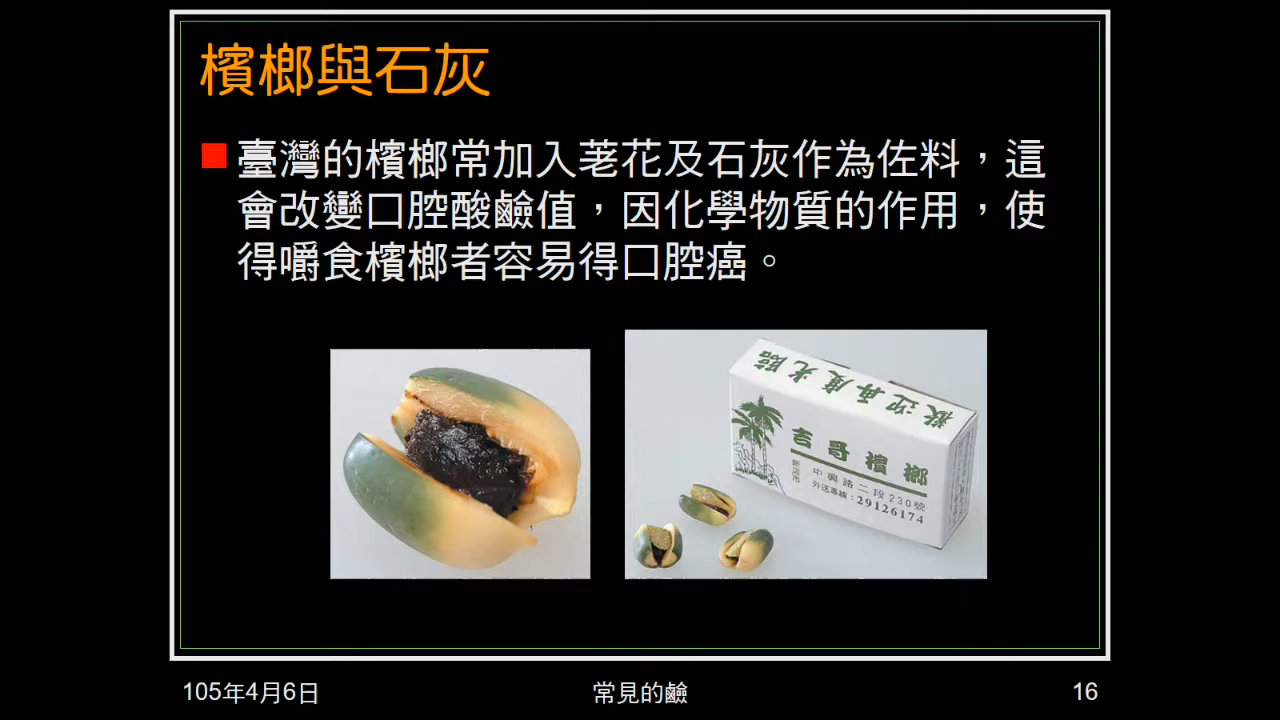 檳榔與石灰
臺灣的檳榔常加入荖花及石灰作為佐料，這
會改變口腔酸鹼值，因化學物質的作用，使
得嚼食檳榔者容易得口腔癌。
歡迎再度光臨
吉哥檳榔
新店市
中興路二段230號
外送專線：29126174
105年4月6日
常見的鹼
16